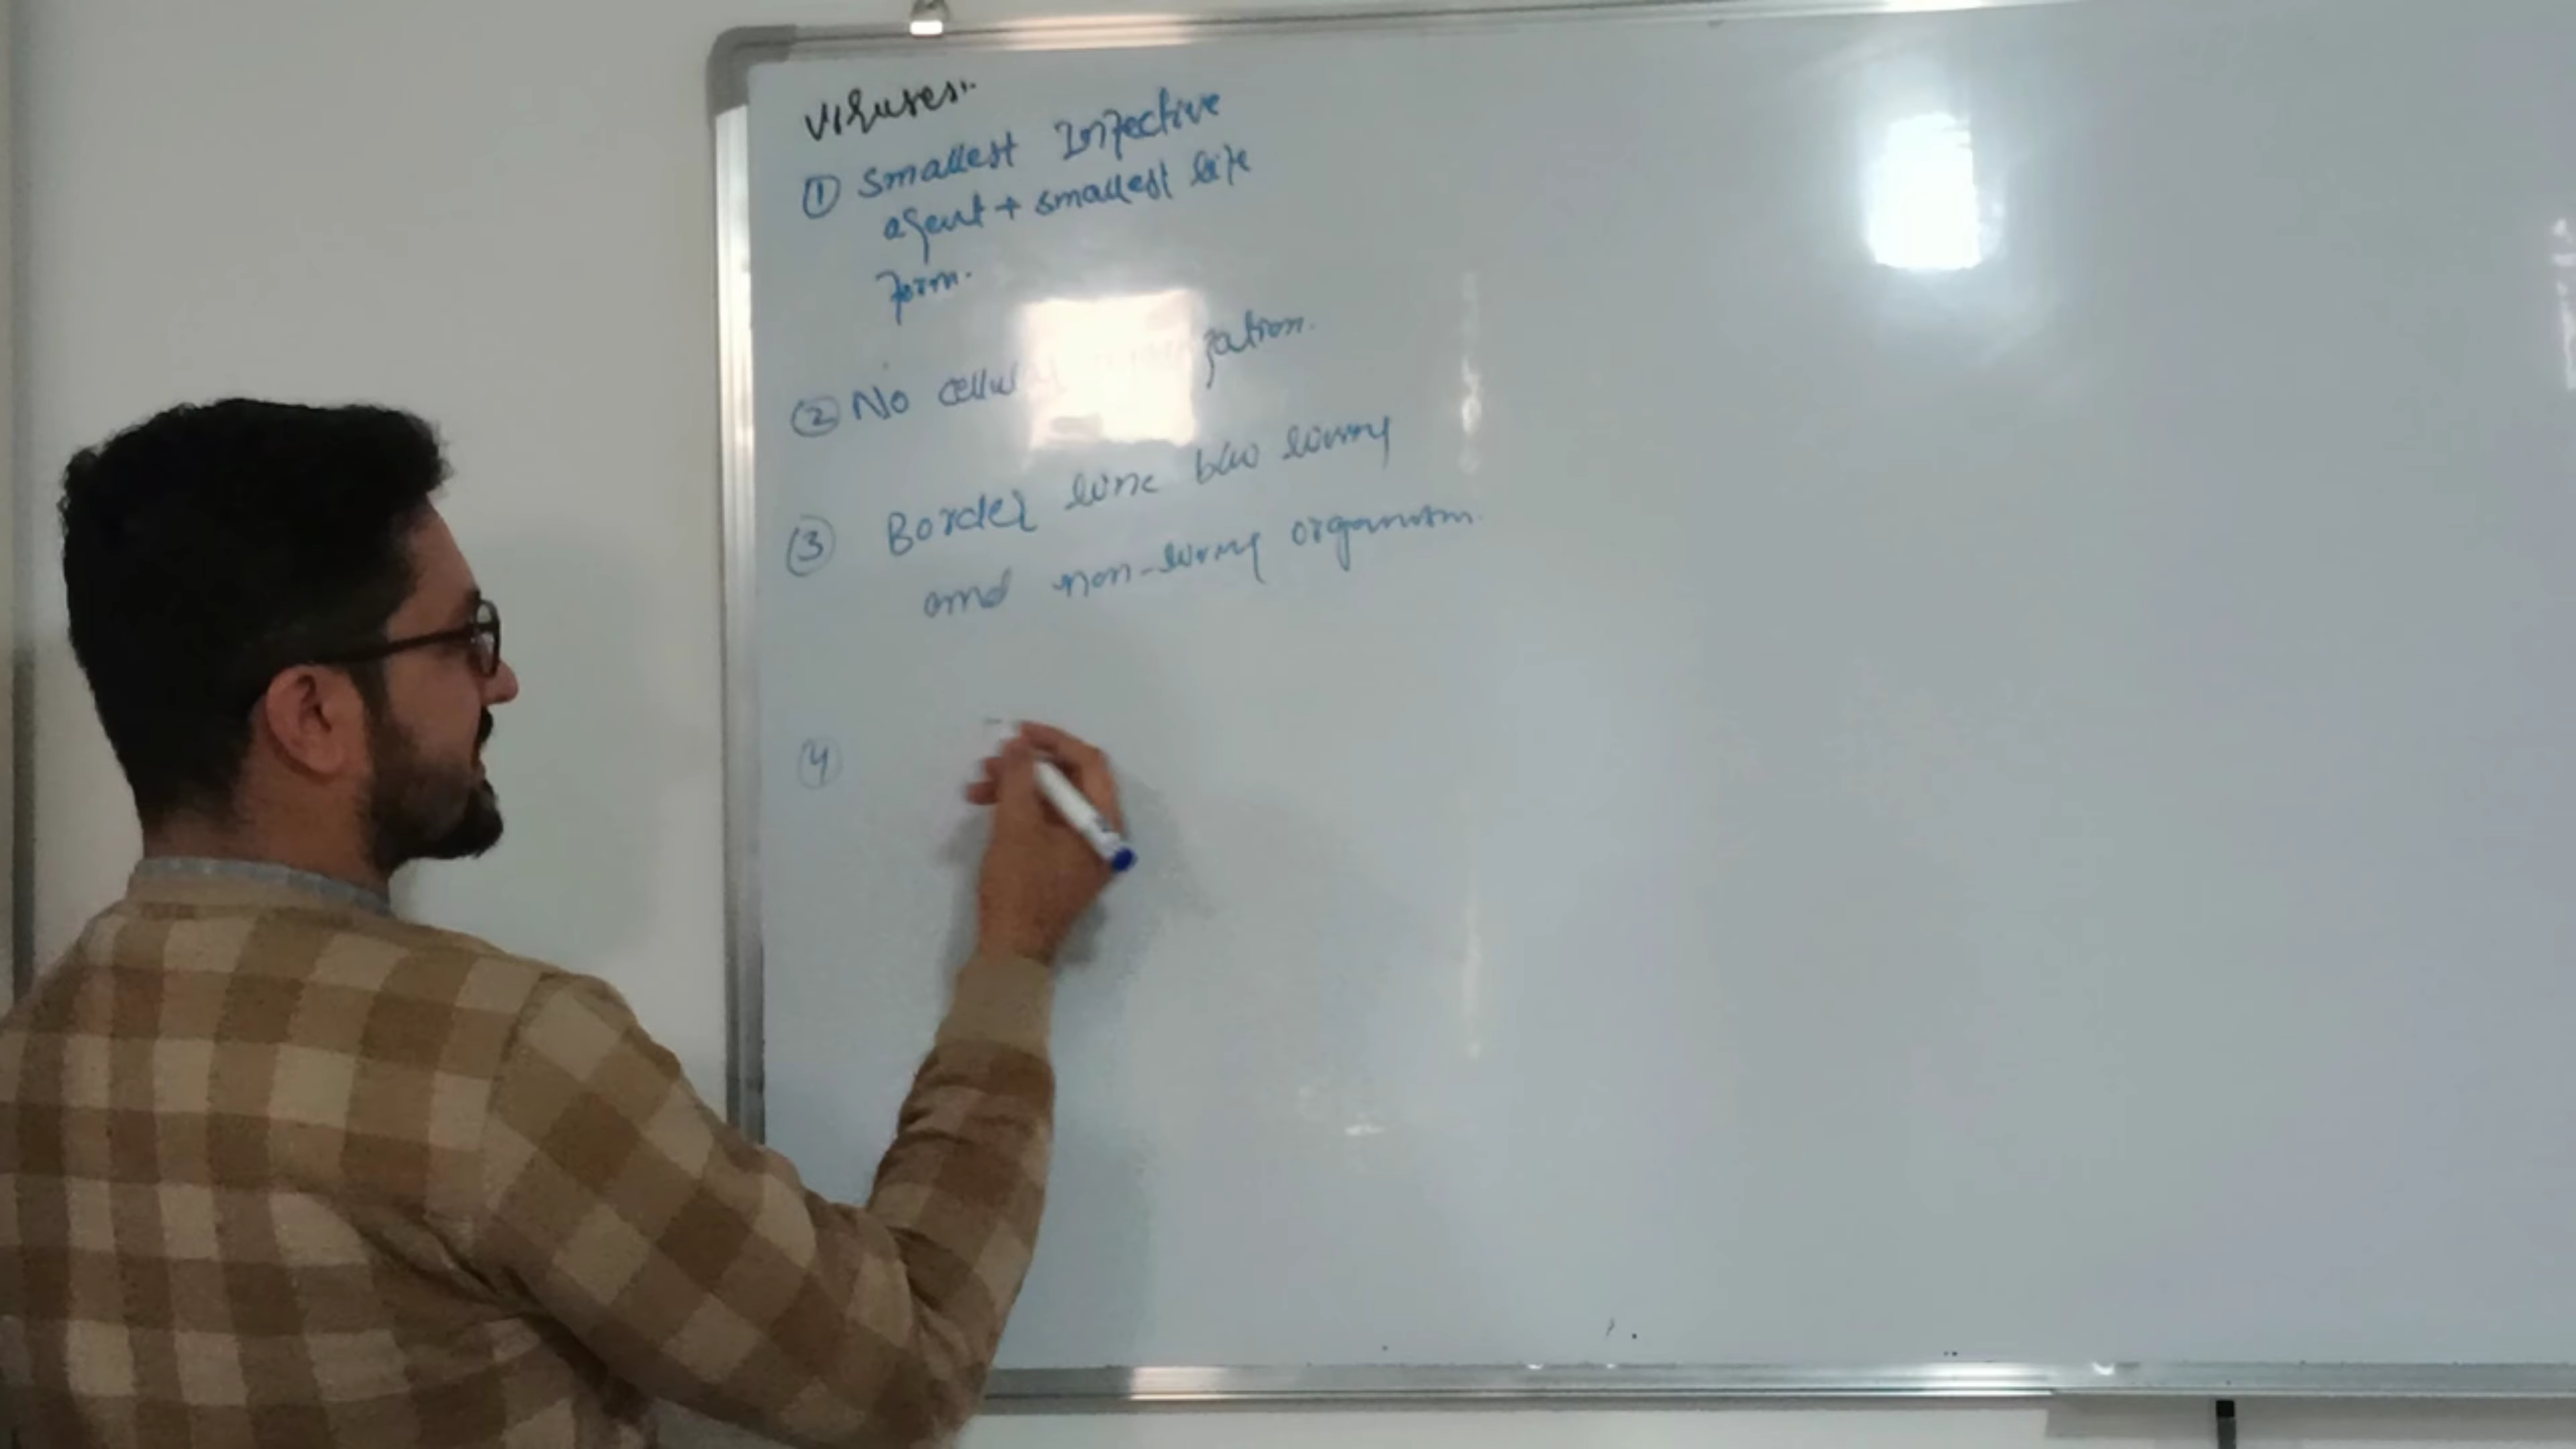 Viruses:-
① Smallest Infective
agent + smallest life
form.
② No cellular organization.
③ Border line b/w living
and non-living organism.
④